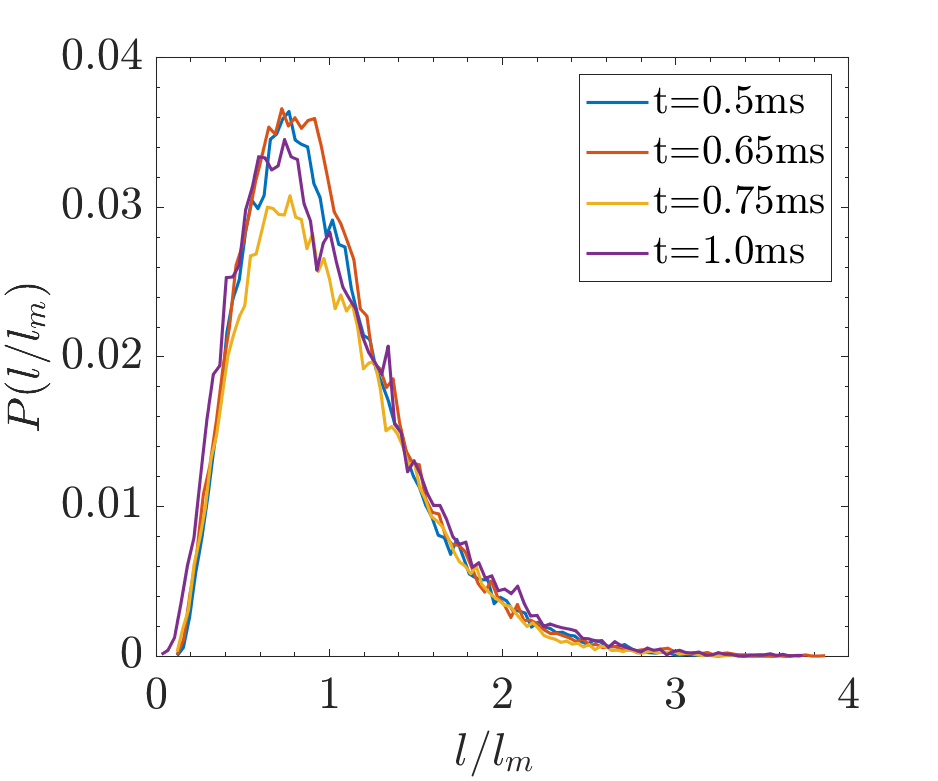 0.04
0.03
0.02
0.01
0
0 1 2 3 4
P(l/l_m)
l/l_m
t=0.5ms
t=0.65ms
t=0.75ms
t=1.0ms